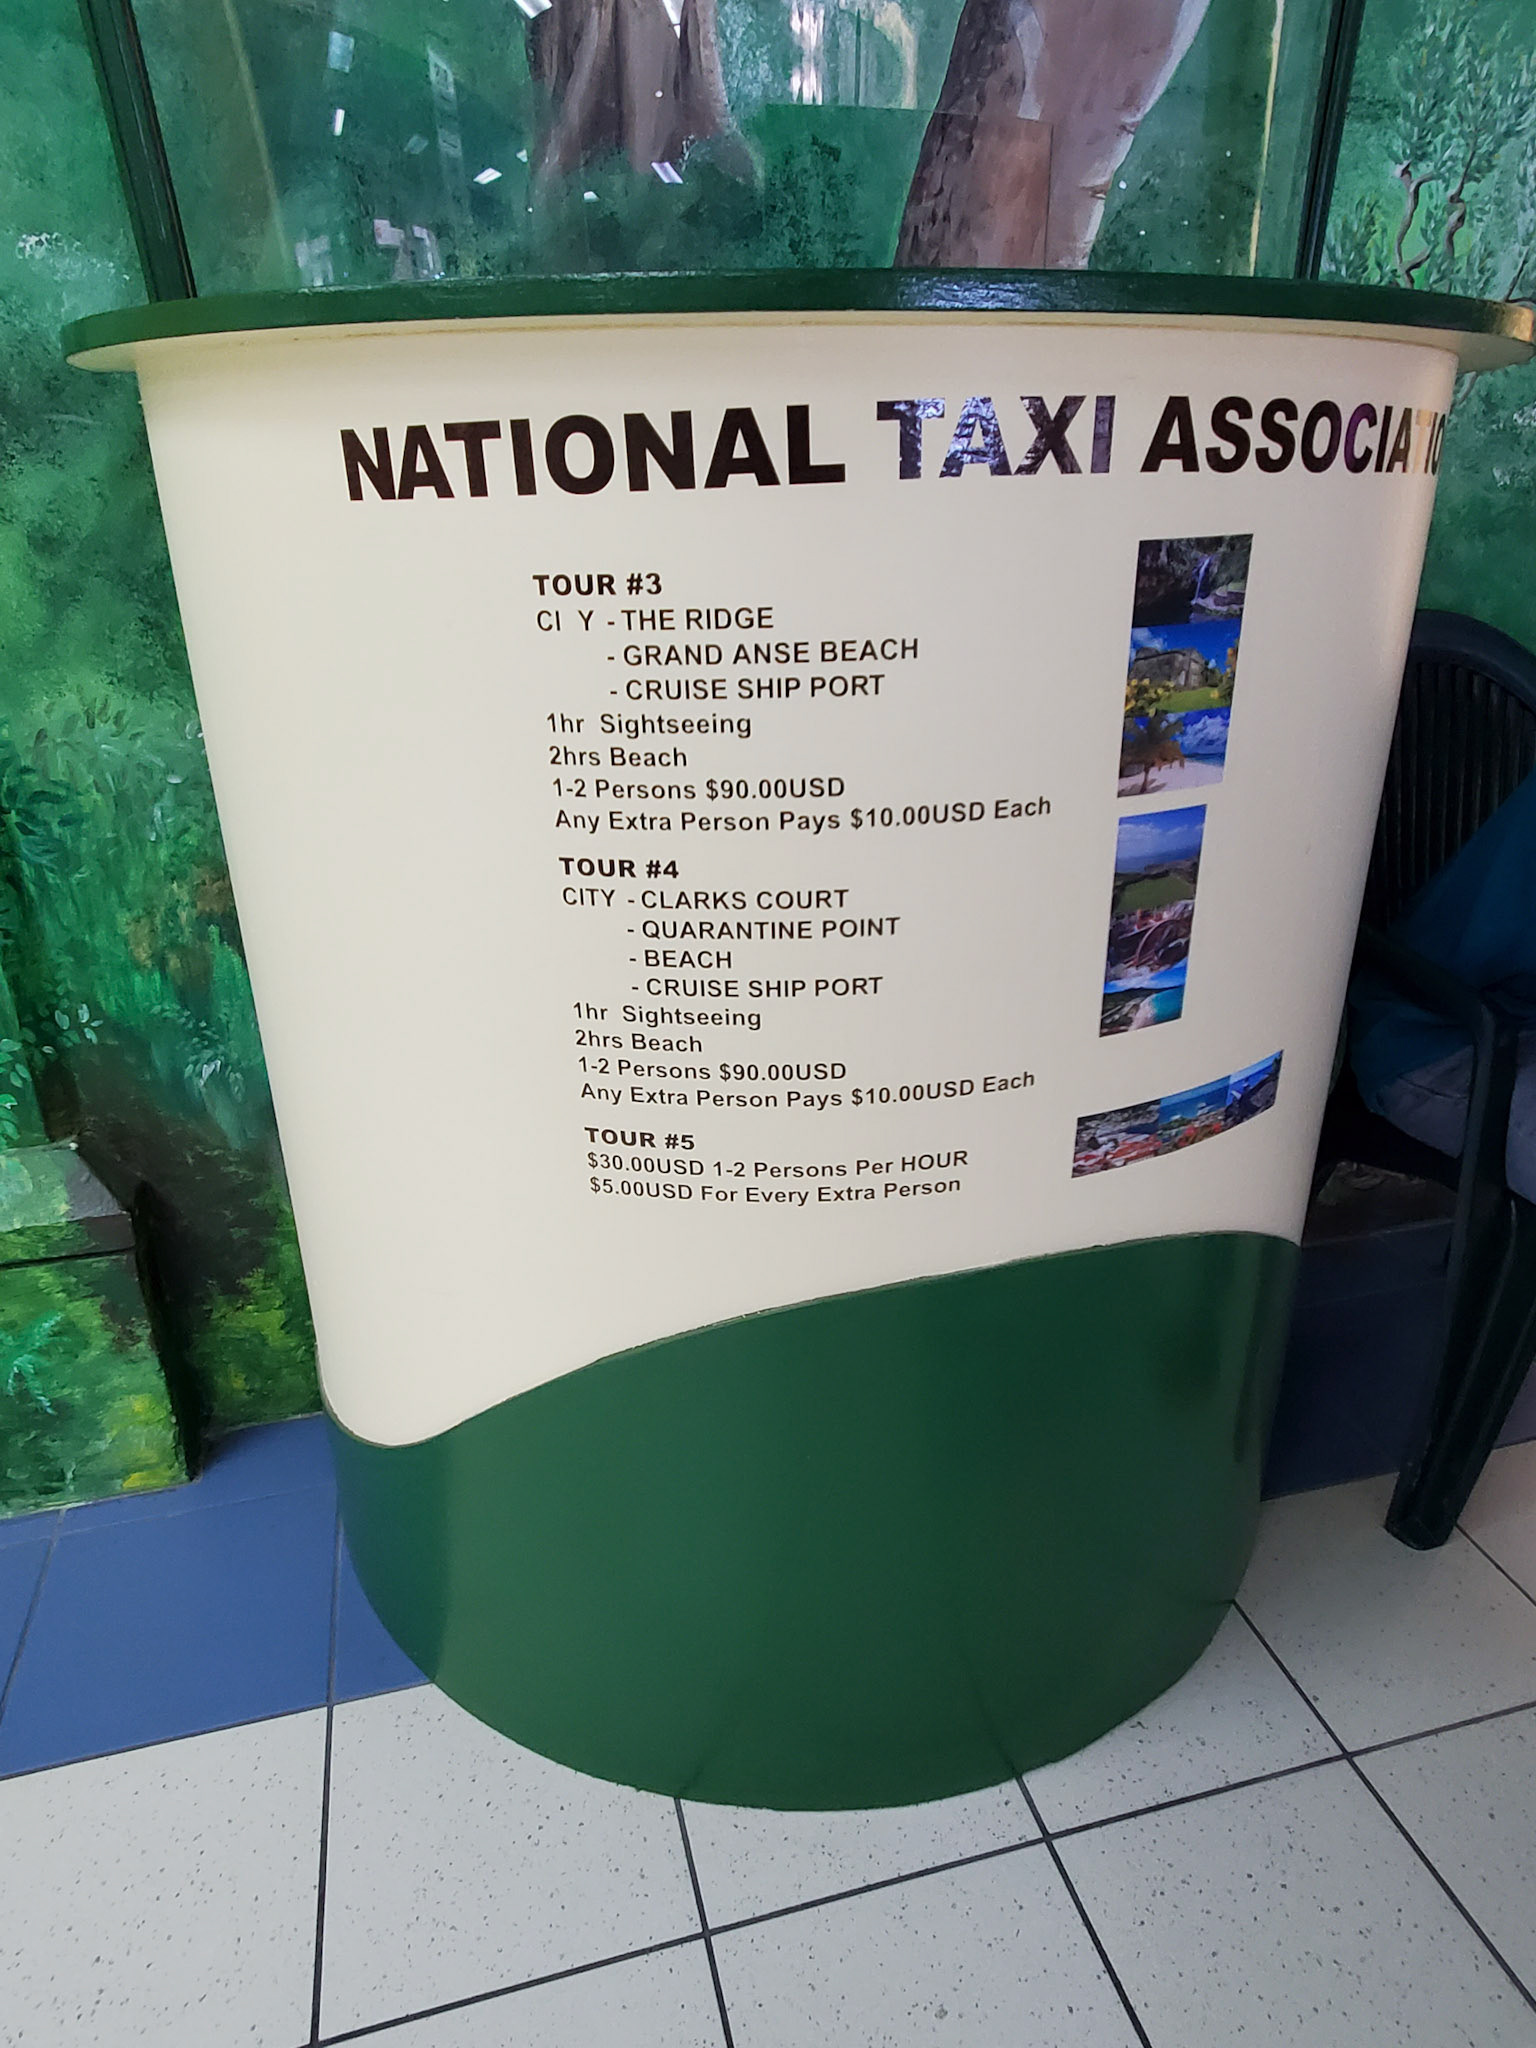 NATIONAL TAXI ASSOCIATIO
TOUR #3
CI Y - THE RIDGE
- GRAND ANSE BEACH
- CRUISE SHIP PORT
1hr Sightseeing
2hrs Beach
1-2 Persons $90.00USD
Any Extra Person Pays $10.00USD Each
TOUR #4
CITY - CLARKS COURT
- QUARANTINE POINT
- BEACH
- CRUISE SHIP PORT
1hr Sightseeing
2hrs Beach
1-2 Persons $90.00USD
Any Extra Person Pays $10.00USD Each
TOUR #5
$30.00USD 1-2 Persons Per HOUR
$5.00USD For Every Extra Person